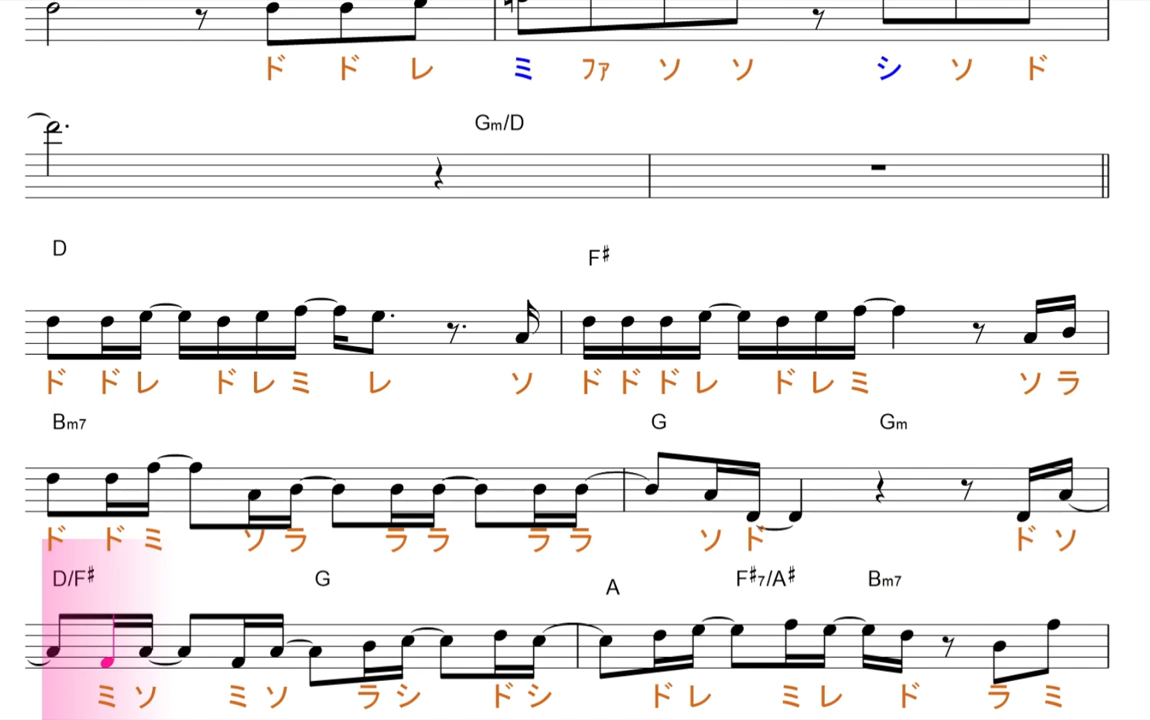 ド ド レ ミ ファ ソ ソ シ ソ ド
Gm/D
D F♯
ド ド レ ド レ ミ レ ソ ド ド ド レ ド レ ミ ソ ラ
Bm7 G Gm
ド ド ミ ソ ラ ラ ラ ラ ラ ソ ド ド ソ
D/F♯ G A F♯7/A♯ Bm7
ミ ソ ミ ソ ラ シ ド シ ド レ ミ レ ド ラ ミ